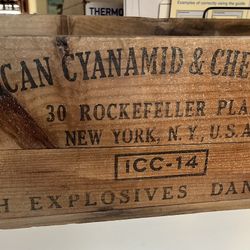 THERMO
CAN CYANAMID & CHE
30 ROCKEFELLER PLA
NEW YORK, N.Y., U.S.A
ICC-14
H EXPLOSIVES DAN